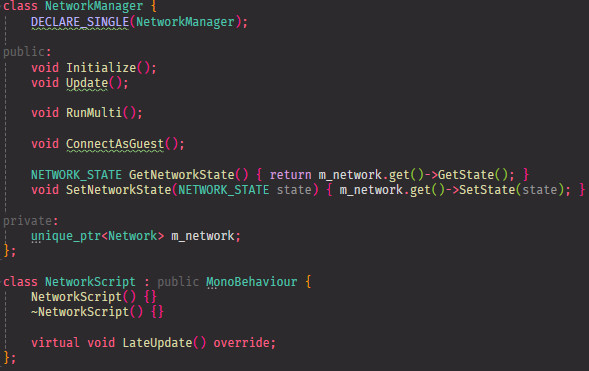 class NetworkManager {
    DECLARE_SINGLE(NetworkManager);
public:
    void Initialize();
    void Update();
    void RunMulti();
    void ConnectAsGuest();
    NETWORK_STATE GetNetworkState() { return m_network.get()->GetState(); }
    void SetNetworkState(NETWORK_STATE state) { m_network.get()->SetState(state); }
private:
    unique_ptr<Network> m_network;
};
class NetworkScript : public MonoBehaviour {
    NetworkScript() {}
    ~NetworkScript() {}
    virtual void LateUpdate() override;
};